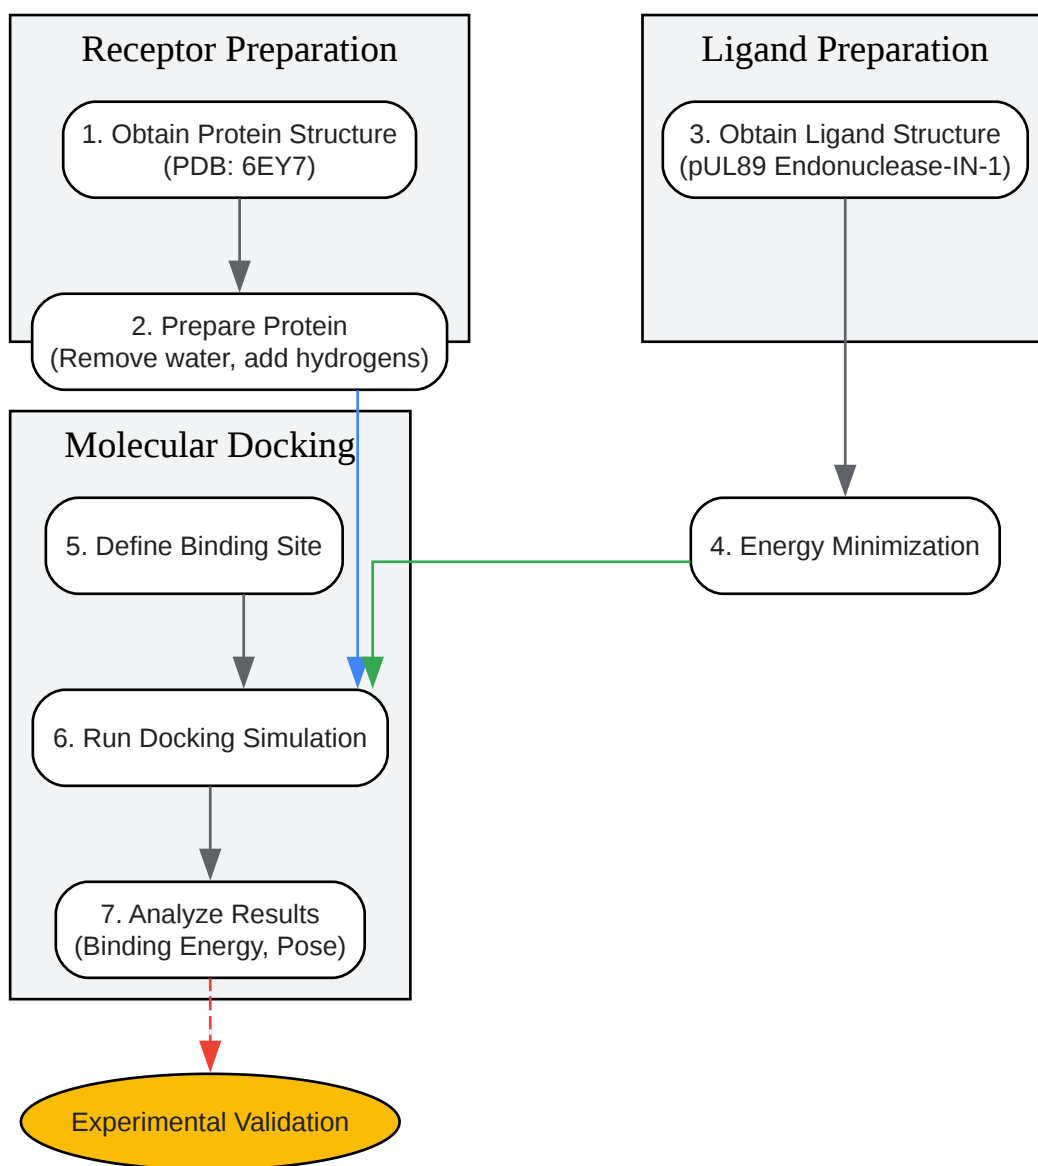 Receptor Preparation
1. Obtain Protein Structure
(PDB: 6EY7)
2. Prepare Protein
(Remove water, add hydrogens)
Ligand Preparation
3. Obtain Ligand Structure
(pUL89 Endonuclease-IN-1)
4. Energy Minimization
Molecular Docking
5. Define Binding Site
6. Run Docking Simulation
7. Analyze Results
(Binding Energy, Pose)
Experimental Validation